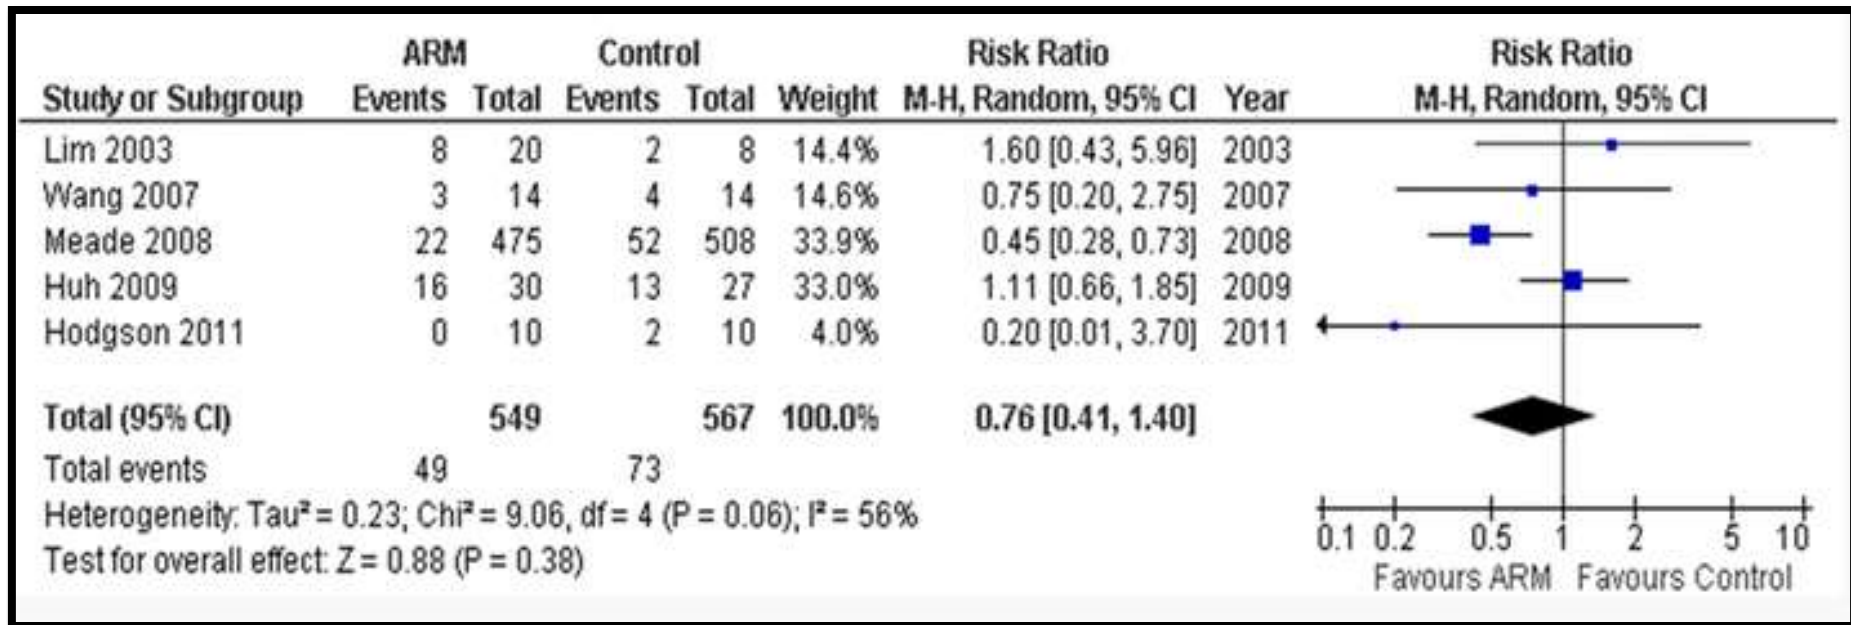 ARM Control Risk Ratio Risk Ratio
Study or Subgroup Events Total Events Total Weight M-H, Random, 95% CI Year M-H, Random, 95% CI
Lim 2003 8 20 2 8 14.4% 1.60 [0.43, 5.96] 2003
Wang 2007 3 14 4 14 14.6% 0.75 [0.20, 2.75] 2007
Meade 2008 22 475 52 508 33.9% 0.45 [0.28, 0.73] 2008
Huh 2009 16 30 13 27 33.0% 1.11 [0.66, 1.85] 2009
Hodgson 2011 0 10 2 10 4.0% 0.20 [0.01, 3.70] 2011
Total (95% CI) 549 567 100.0% 0.76 [0.41, 1.40]
Total events 49 73
Heterogeneity: Tau² = 0.23; Chi² = 9.06, df = 4 (P = 0.06); I² = 56%
Test for overall effect: Z = 0.88 (P = 0.38)
0.1 0.2 0.5 1 2 5 10
Favours ARM Favours Control